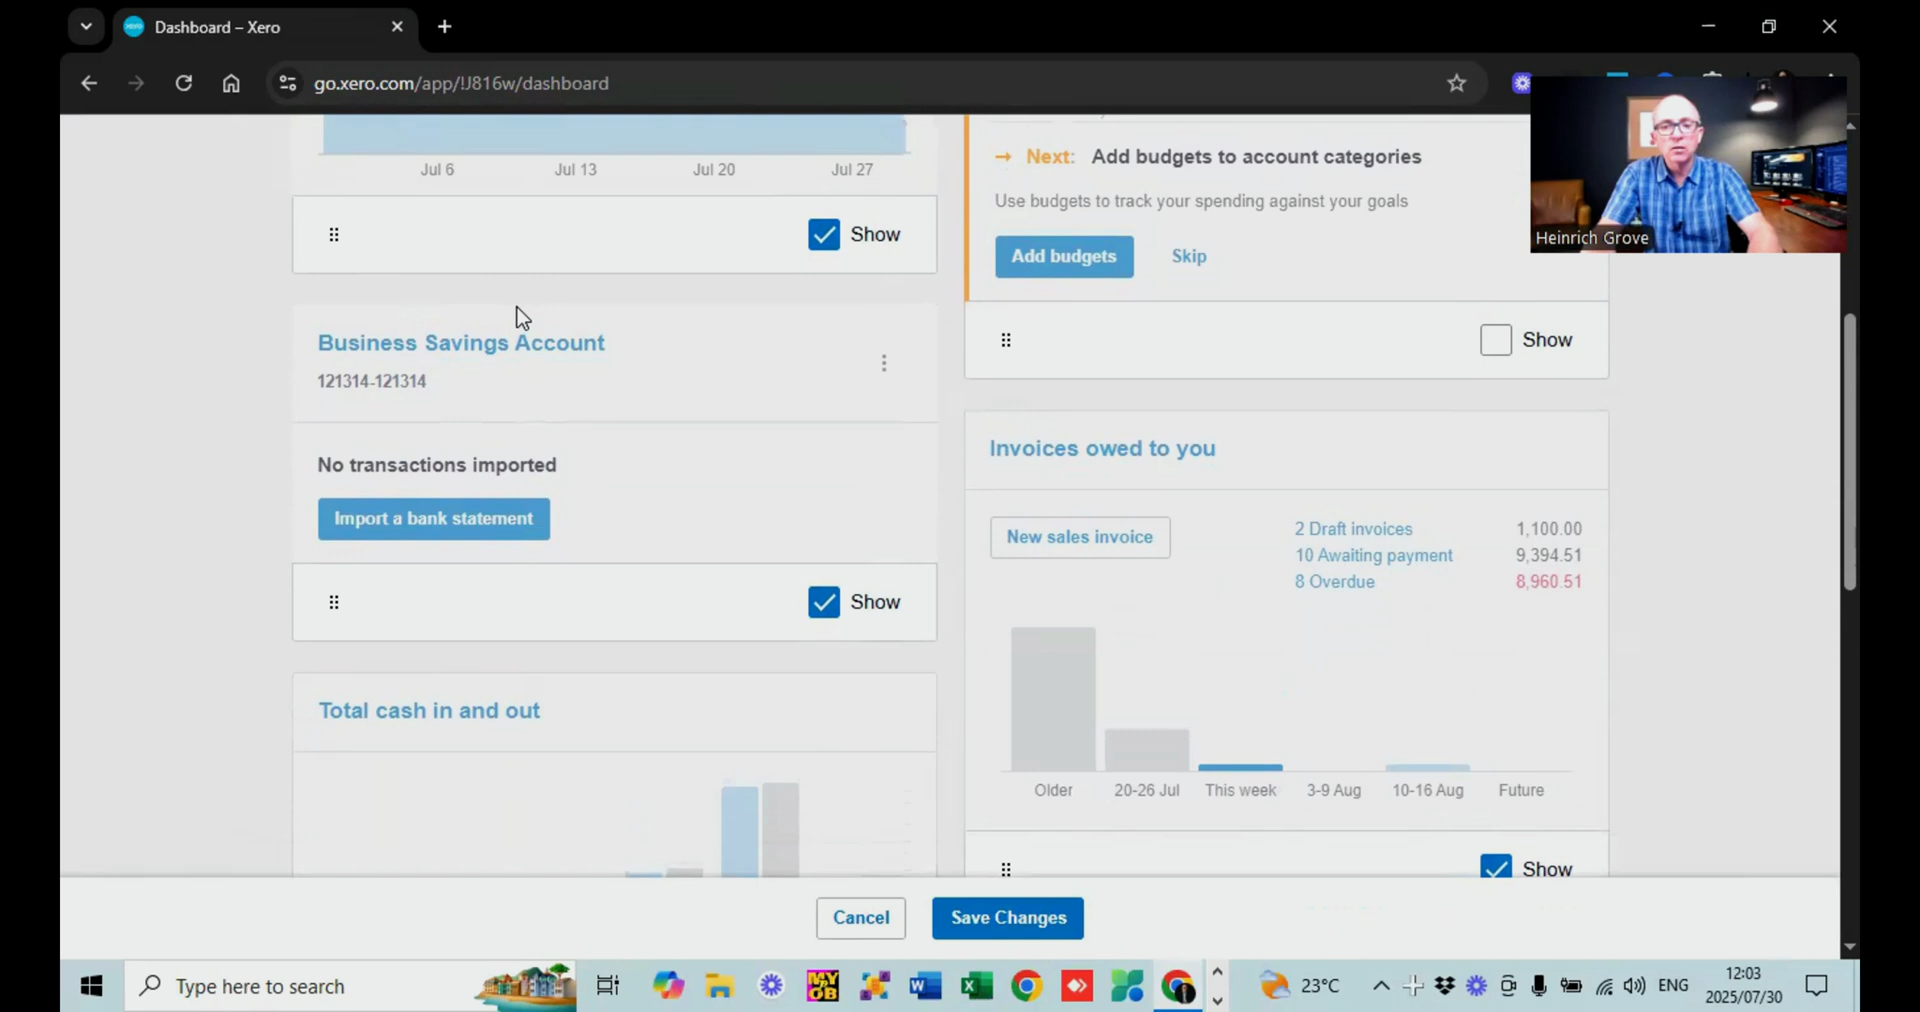 Dashboard – Xero
go.xero.com/app/!J816w/dashboard
Jul 6 Jul 13 Jul 20 Jul 27
Show
Business Savings Account
121314-121314
No transactions imported
Import a bank statement
Show
Total cash in and out
→ Next: Add budgets to account categories
Use budgets to track your spending against your goals
Add budgets Skip
Show
Invoices owed to you
New sales invoice
2 Draft invoices 1,100.00
10 Awaiting payment 9,394.51
8 Overdue 8,960.51
Older 20-26 Jul This week 3-9 Aug 10-16 Aug Future
Show
Heinrich Grove
Cancel Save Changes
Type here to search
MYOB
23°C
ENG
12:03
2025/07/30